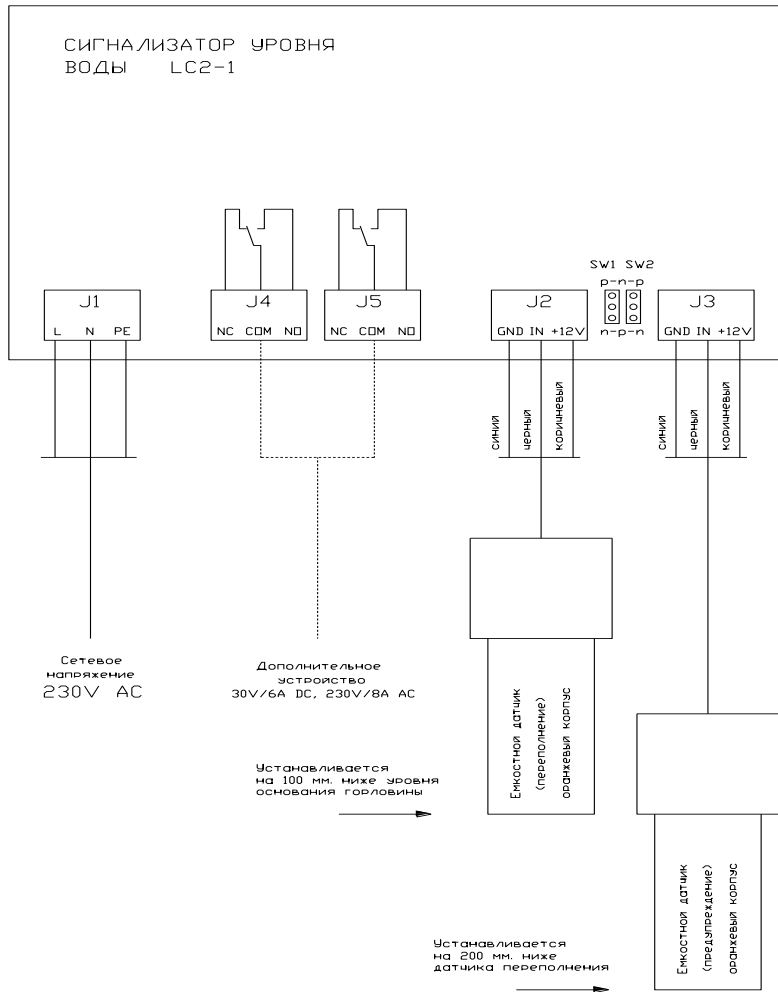 СИГНАЛИЗАТОР УРОВНЯ
ВОДЫ LC2-1
SW1 SW2
p-n-p
J1
J4
J5
J2
J3
L N PE
NC COM NO
NC COM NO
GND IN +12V
n-p-n
GND IN +12V
синий
черный
коричневый
синий
черный
коричневый
Сетевое
напряжение
230V AC
Дополнительное
устройство
30V/6A DC, 230V/8A AC
Емкостной датчик
(переполнение)
оранжевый корпус
Устанавливается
на 100 мм. ниже уровня
основания горловины
Емкостной датчик
(предупреждение)
оранжевый корпус
Устанавливается
на 200 мм. ниже
датчика переполнения